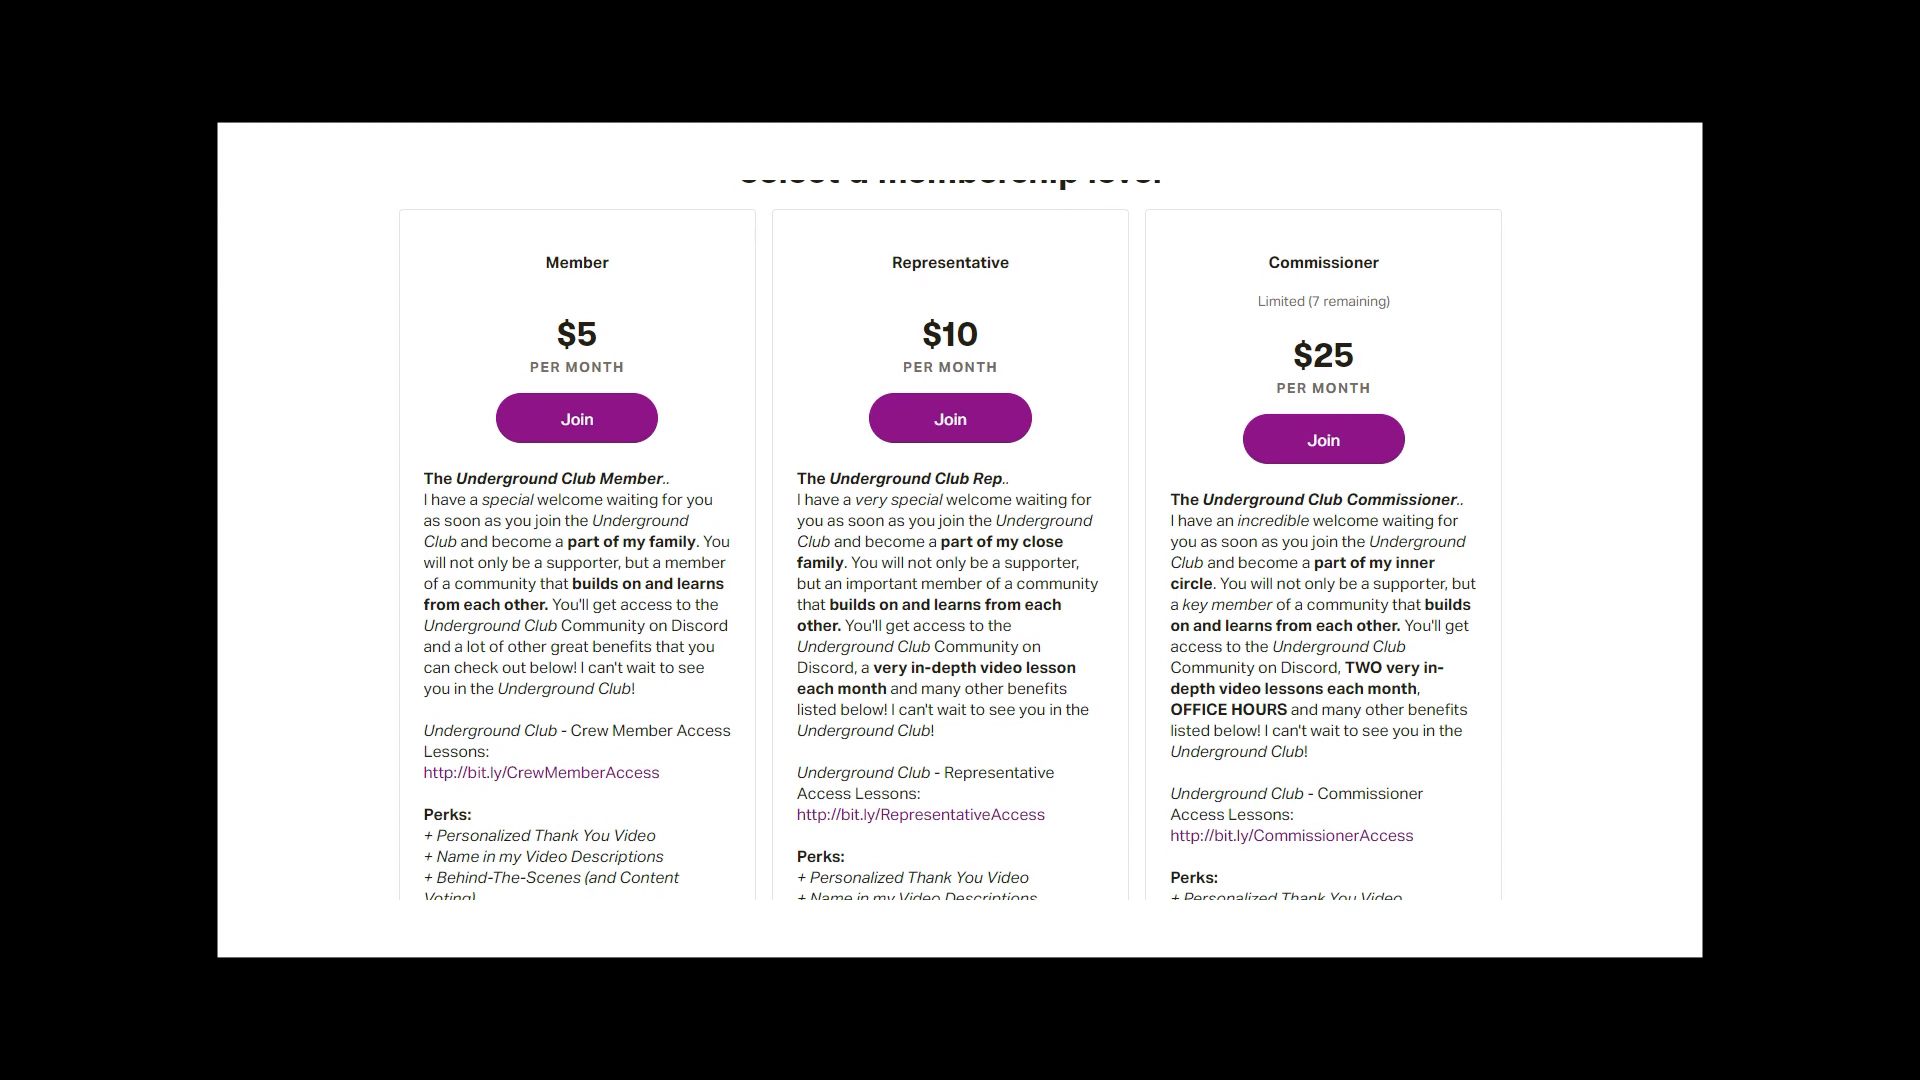 Select a membership level
Member
$5
PER MONTH
Join
The Underground Club Member..
I have a special welcome waiting for you
as soon as you join the Underground
Club and become a part of my family. You
will not only be a supporter, but a member
of a community that builds on and learns
from each other. You'll get access to the
Underground Club Community on Discord
and a lot of other great benefits that you
can check out below! I can't wait to see
you in the Underground Club!
Underground Club - Crew Member Access
Lessons:
http://bit.ly/CrewMemberAccess
Perks:
+ Personalized Thank You Video
+ Name in my Video Descriptions
+ Behind-The-Scenes (and Content
Voting)
Representative
$10
PER MONTH
Join
The Underground Club Rep..
I have a very special welcome waiting for
you as soon as you join the Underground
Club and become a part of my close
family. You will not only be a supporter,
but an important member of a community
that builds on and learns from each
other. You'll get access to the
Underground Club Community on
Discord, a very in-depth video lesson
each month and many other benefits
listed below! I can't wait to see you in the
Underground Club!
Underground Club - Representative
Access Lessons:
http://bit.ly/RepresentativeAccess
Perks:
+ Personalized Thank You Video
+ Name in my Video Descriptions
Commissioner
Limited (7 remaining)
$25
PER MONTH
Join
The Underground Club Commissioner..
I have an incredible welcome waiting for
you as soon as you join the Underground
Club and become a part of my inner
circle. You will not only be a supporter, but
a key member of a community that builds
on and learns from each other. You'll get
access to the Underground Club
Community on Discord, TWO very in-
depth video lessons each month,
OFFICE HOURS and many other benefits
listed below! I can't wait to see you in the
Underground Club!
Underground Club - Commissioner
Access Lessons:
http://bit.ly/CommissionerAccess
Perks:
+ Personalized Thank You Video